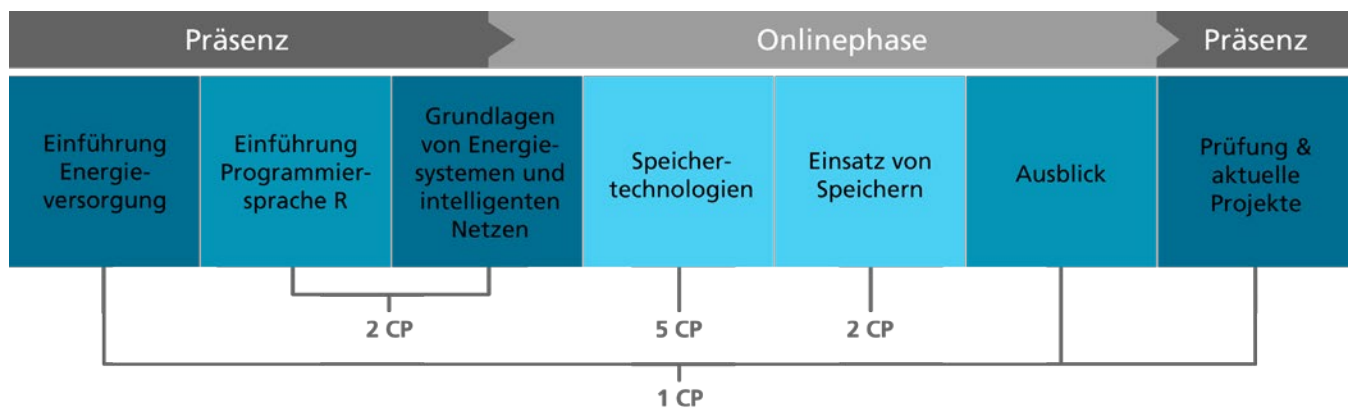 Präsenz
Onlinephase
Präsenz
Einführung
Energie-
versorgung
Einführung
Programmier-
sprache R
Grundlagen
von Energie-
systemen und
intelligenten
Netzen
Speicher-
technologien
Einsatz von
Speichern
Ausblick
Prüfung &
aktuelle
Projekte
2 CP
5 CP
2 CP
1 CP